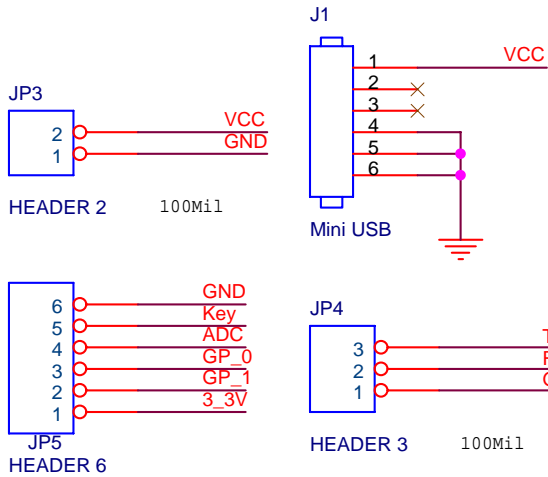 J1
1
2
3
4
5
6
VCC
Mini USB
JP3
2
1
VCC
GND
HEADER 2
100Mil
6
5
4
3
2
1
GND
Key
ADC
GP_0
GP_1
3_3V
JP5
HEADER 6
JP4
3
2
1
HEADER 3
100Mil